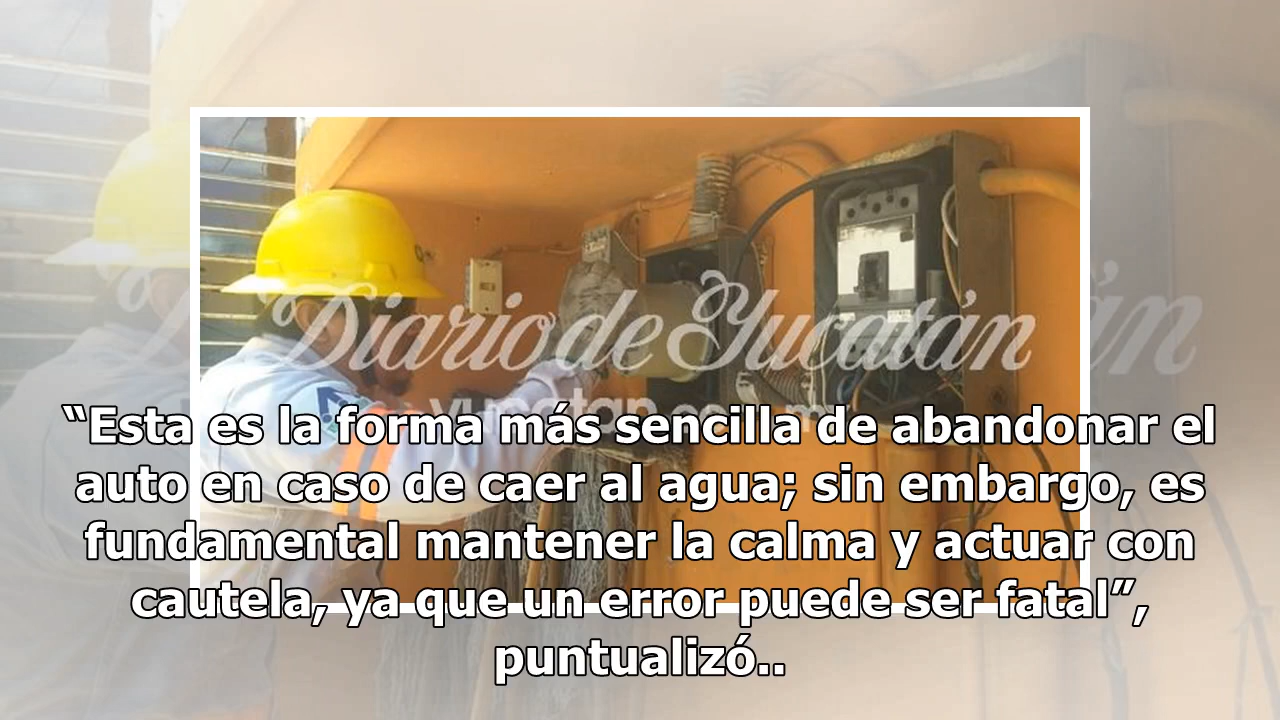 Diario de Yucatán
“Esta es la forma más sencilla de abandonar el
auto en caso de caer al agua; sin embargo, es
fundamental mantener la calma y actuar con
cautela, ya que un error puede ser fatal”,
puntualizó..